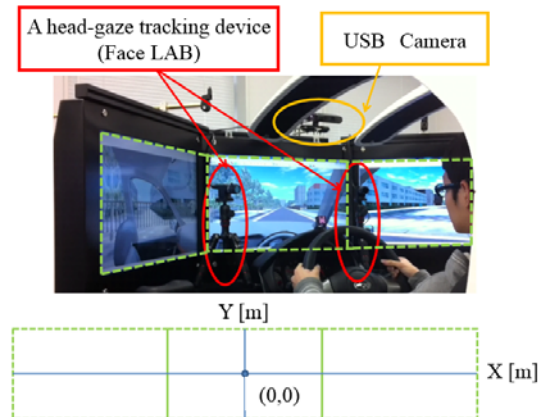 A head-gaze tracking device
(Face LAB)
USB Camera
Y [m]
X [m]
(0,0)